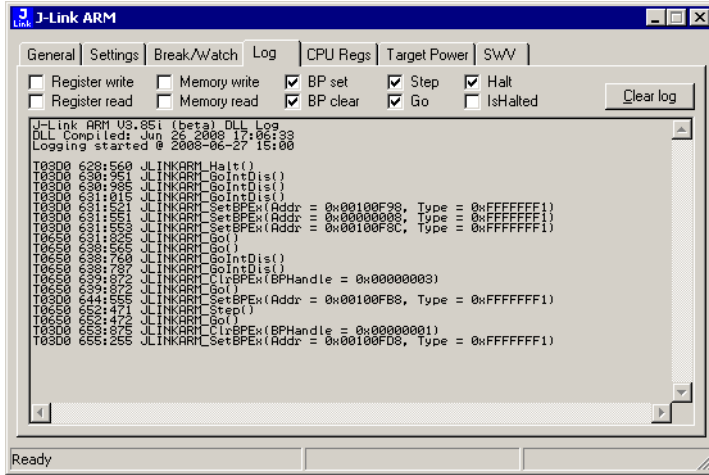 J-Link ARM
General Settings Break/Watch Log CPU Regs Target Power SWV
Register write Memory write BP set Step Halt
Register read Memory read BP clear Go IsHalted Clear log
J-Link ARM V3.85i (beta) DLL Log
DLL Compiled: Jun 26 2008 17:06:33
Logging started @ 2008-06-27 15:00
T03D0 628:560 JLINKARM_Halt()
T03D0 630:951 JLINKARM_GoIntDis()
T03D0 630:985 JLINKARM_GoIntDis()
T03D0 631:015 JLINKARM_GoIntDis()
T03D0 631:521 JLINKARM_SetBPEx(Addr = 0x00100F98, Type = 0xFFFFFFF1)
T03D0 631:551 JLINKARM_SetBPEx(Addr = 0x00000008, Type = 0xFFFFFFF1)
T03D0 631:553 JLINKARM_SetBPEx(Addr = 0x00100F8C, Type = 0xFFFFFFF1)
T0650 631:825 JLINKARM_Go()
T0650 638:565 JLINKARM_Go()
T0650 638:760 JLINKARM_GoIntDis()
T0650 638:787 JLINKARM_GoIntDis()
T0650 639:872 JLINKARM_ClrBPEx(BPHandle = 0x00000003)
T0650 639:872 JLINKARM_Go()
T03D0 644:555 JLINKARM_SetBPEx(Addr = 0x00100FB8, Type = 0xFFFFFFF1)
T0650 652:471 JLINKARM_Step()
T0650 652:472 JLINKARM_Go()
T03D0 653:875 JLINKARM_ClrBPEx(BPHandle = 0x00000001)
T03D0 655:255 JLINKARM_SetBPEx(Addr = 0x00100FD8, Type = 0xFFFFFFF1)
Ready